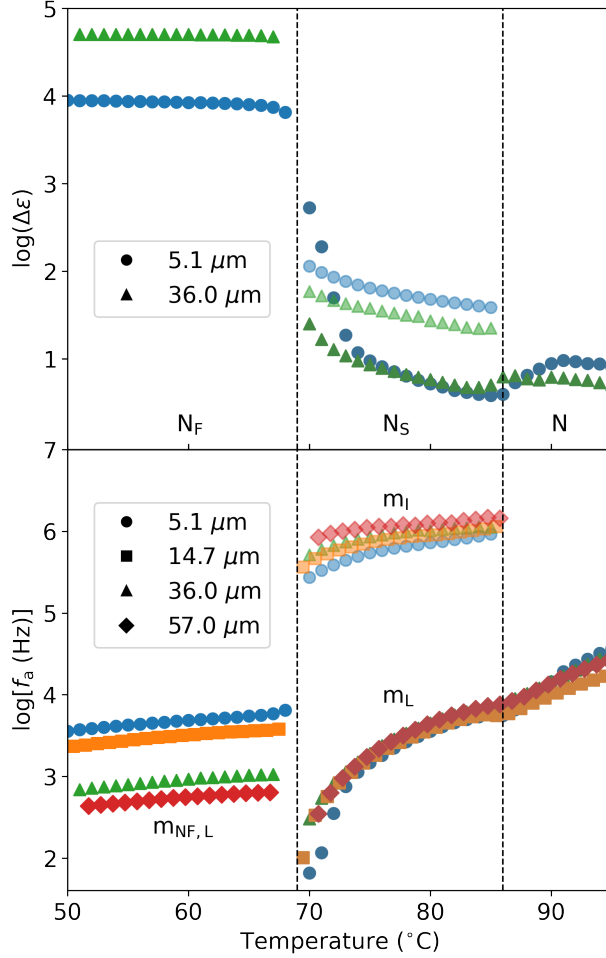 5
4
3
2
1
log(Δε)
5.1 μm
36.0 μm
N_F
N_S
N
7
6
5
4
3
2
log[f_a (Hz)]
5.1 μm
14.7 μm
36.0 μm
57.0 μm
m_I
m_L
m_NF, L
50
60
70
80
90
Temperature (°C)